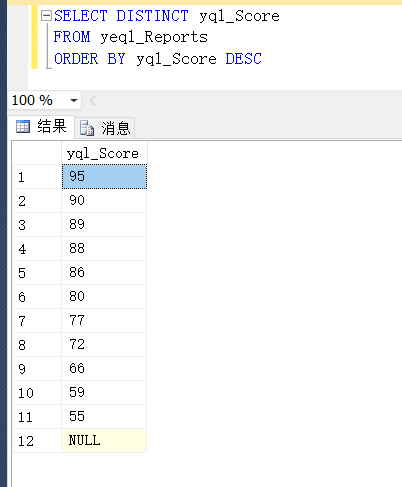 SELECT DISTINCT yql_Score
FROM yeql_Reports
ORDER BY yql_Score DESC
100 %
结果 消息
yql_Score
1 95
2 90
3 89
4 88
5 86
6 80
7 77
8 72
9 66
10 59
11 55
12 NULL